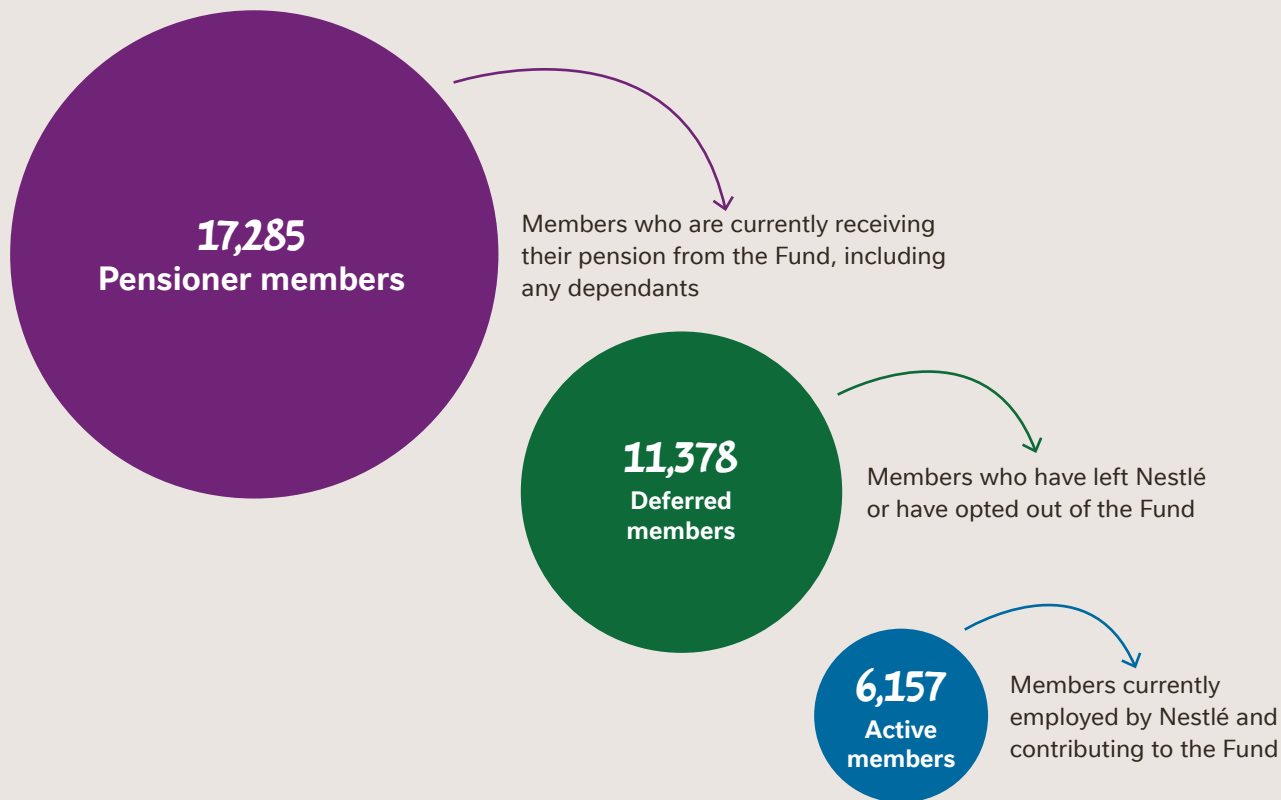 17,285
Pensioner members
Members who are currently receiving
their pension from the Fund, including
any dependants
11,378
Deferred
members
Members who have left Nestlé
or have opted out of the Fund
6,157
Active
members
Members currently
employed by Nestlé and
contributing to the Fund